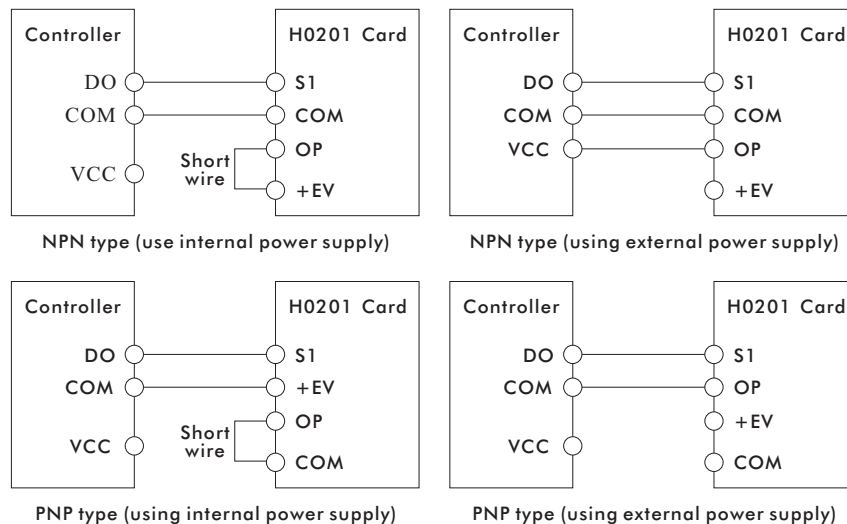 Controller
H0201 Card
DO
S1
COM
COM
OP
VCC
Short
wire
+EV
NPN type (use internal power supply)
Controller
H0201 Card
DO
S1
COM
COM
VCC
OP
+EV
NPN type (using external power supply)
Controller
H0201 Card
DO
S1
COM
+EV
OP
VCC
Short
wire
COM
PNP type (using internal power supply)
Controller
H0201 Card
DO
S1
COM
OP
+EV
VCC
COM
PNP type (using external power supply)